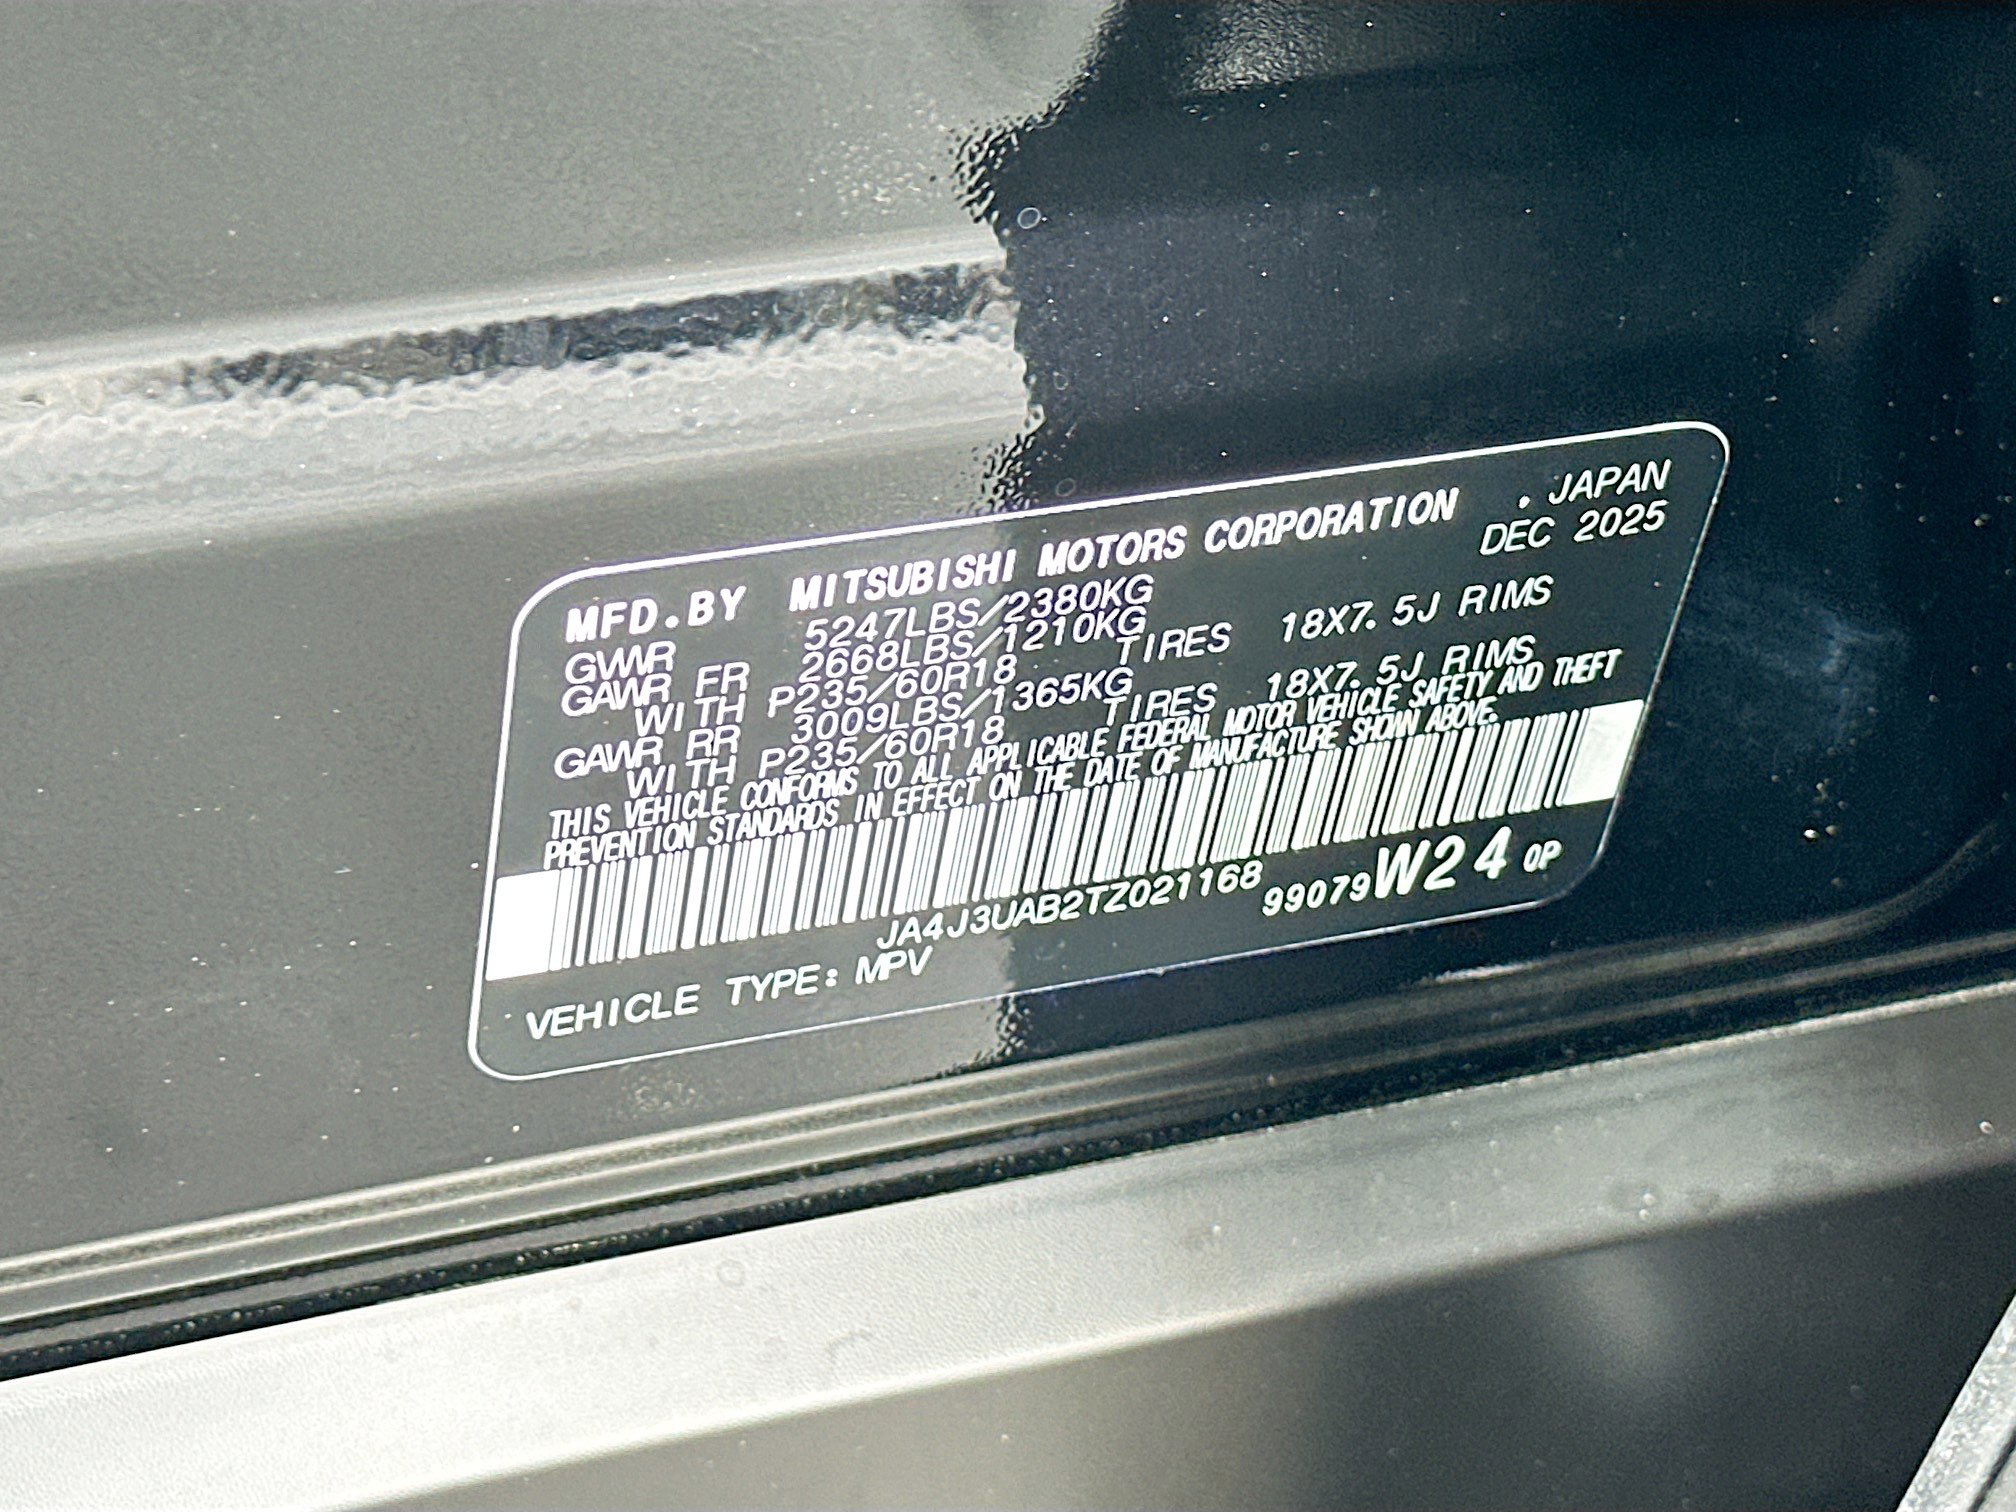 MFD.BY MITSUBISHI MOTORS CORPORATION . JAPAN
DEC 2025
GVWR 5247LBS/2380KG
GAWR FR 2668LBS/1210KG
WITH P235/60R18 TIRES 18X7.5J RIMS
GAWR RR 3009LBS/1365KG
WITH P235/60R18 TIRES 18X7.5J RIMS
THIS VEHICLE CONFORMS TO ALL APPLICABLE FEDERAL MOTOR VEHICLE SAFETY AND THEFT
PREVENTION STANDARDS IN EFFECT ON THE DATE OF MANUFACTURE SHOWN ABOVE.
JA4J3UAB2TZ021168
99079W24 0P
VEHICLE TYPE: MPV